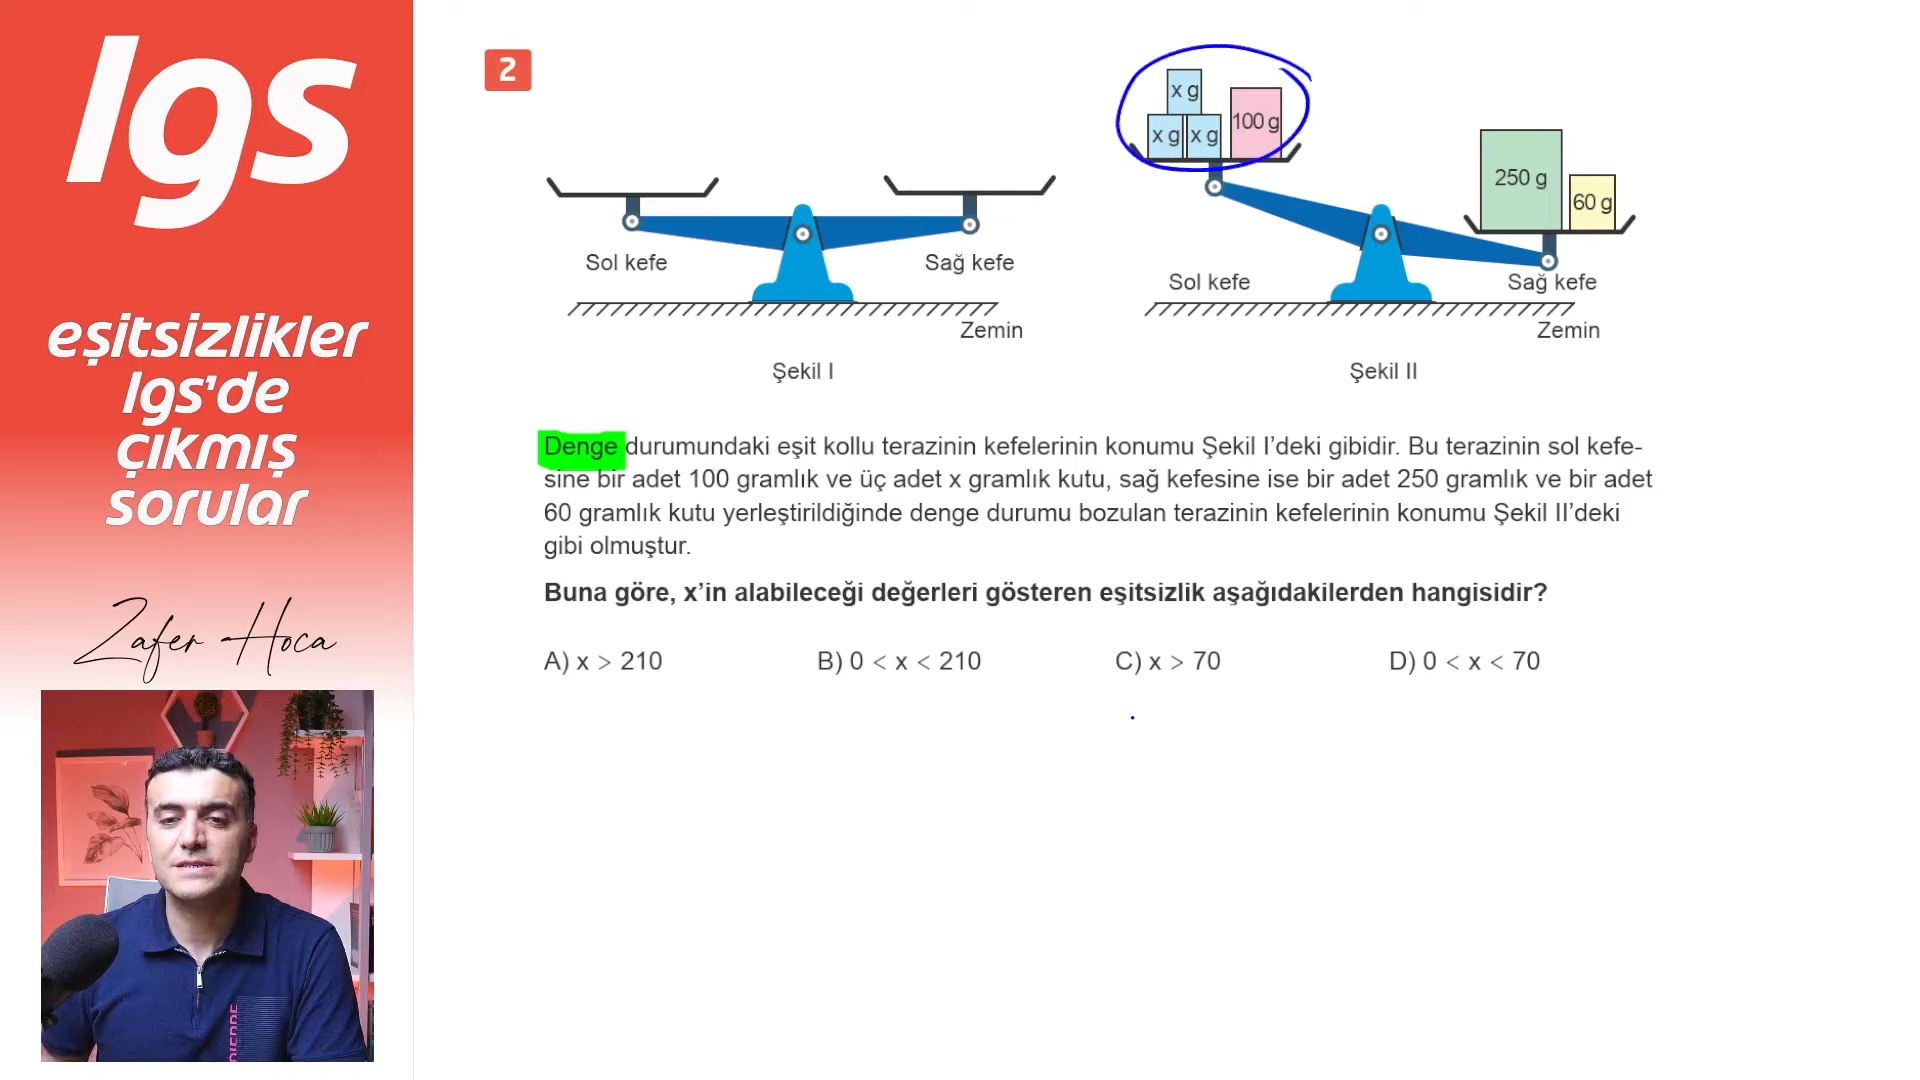 lgs
eşitsizlikler
lgs’de
çıkmış
sorular
Zafer Hoca
2
Sol kefe
Sağ kefe
Zemin
Şekil I
x g
x g x g
100 g
250 g
60 g
Sol kefe
Sağ kefe
Zemin
Şekil II
Denge durumundaki eşit kollu terazinin kefelerinin konumu Şekil I’deki gibidir. Bu terazinin sol kefe-
sine bir adet 100 gramlık ve üç adet x gramlık kutu, sağ kefesine ise bir adet 250 gramlık ve bir adet
60 gramlık kutu yerleştirildiğinde denge durumu bozulan terazinin kefelerinin konumu Şekil II’deki
gibi olmuştur.
Buna göre, x’in alabileceği değerleri gösteren eşitsizlik aşağıdakilerden hangisidir?
A) x > 210
B) 0 < x < 210
C) x > 70
D) 0 < x < 70